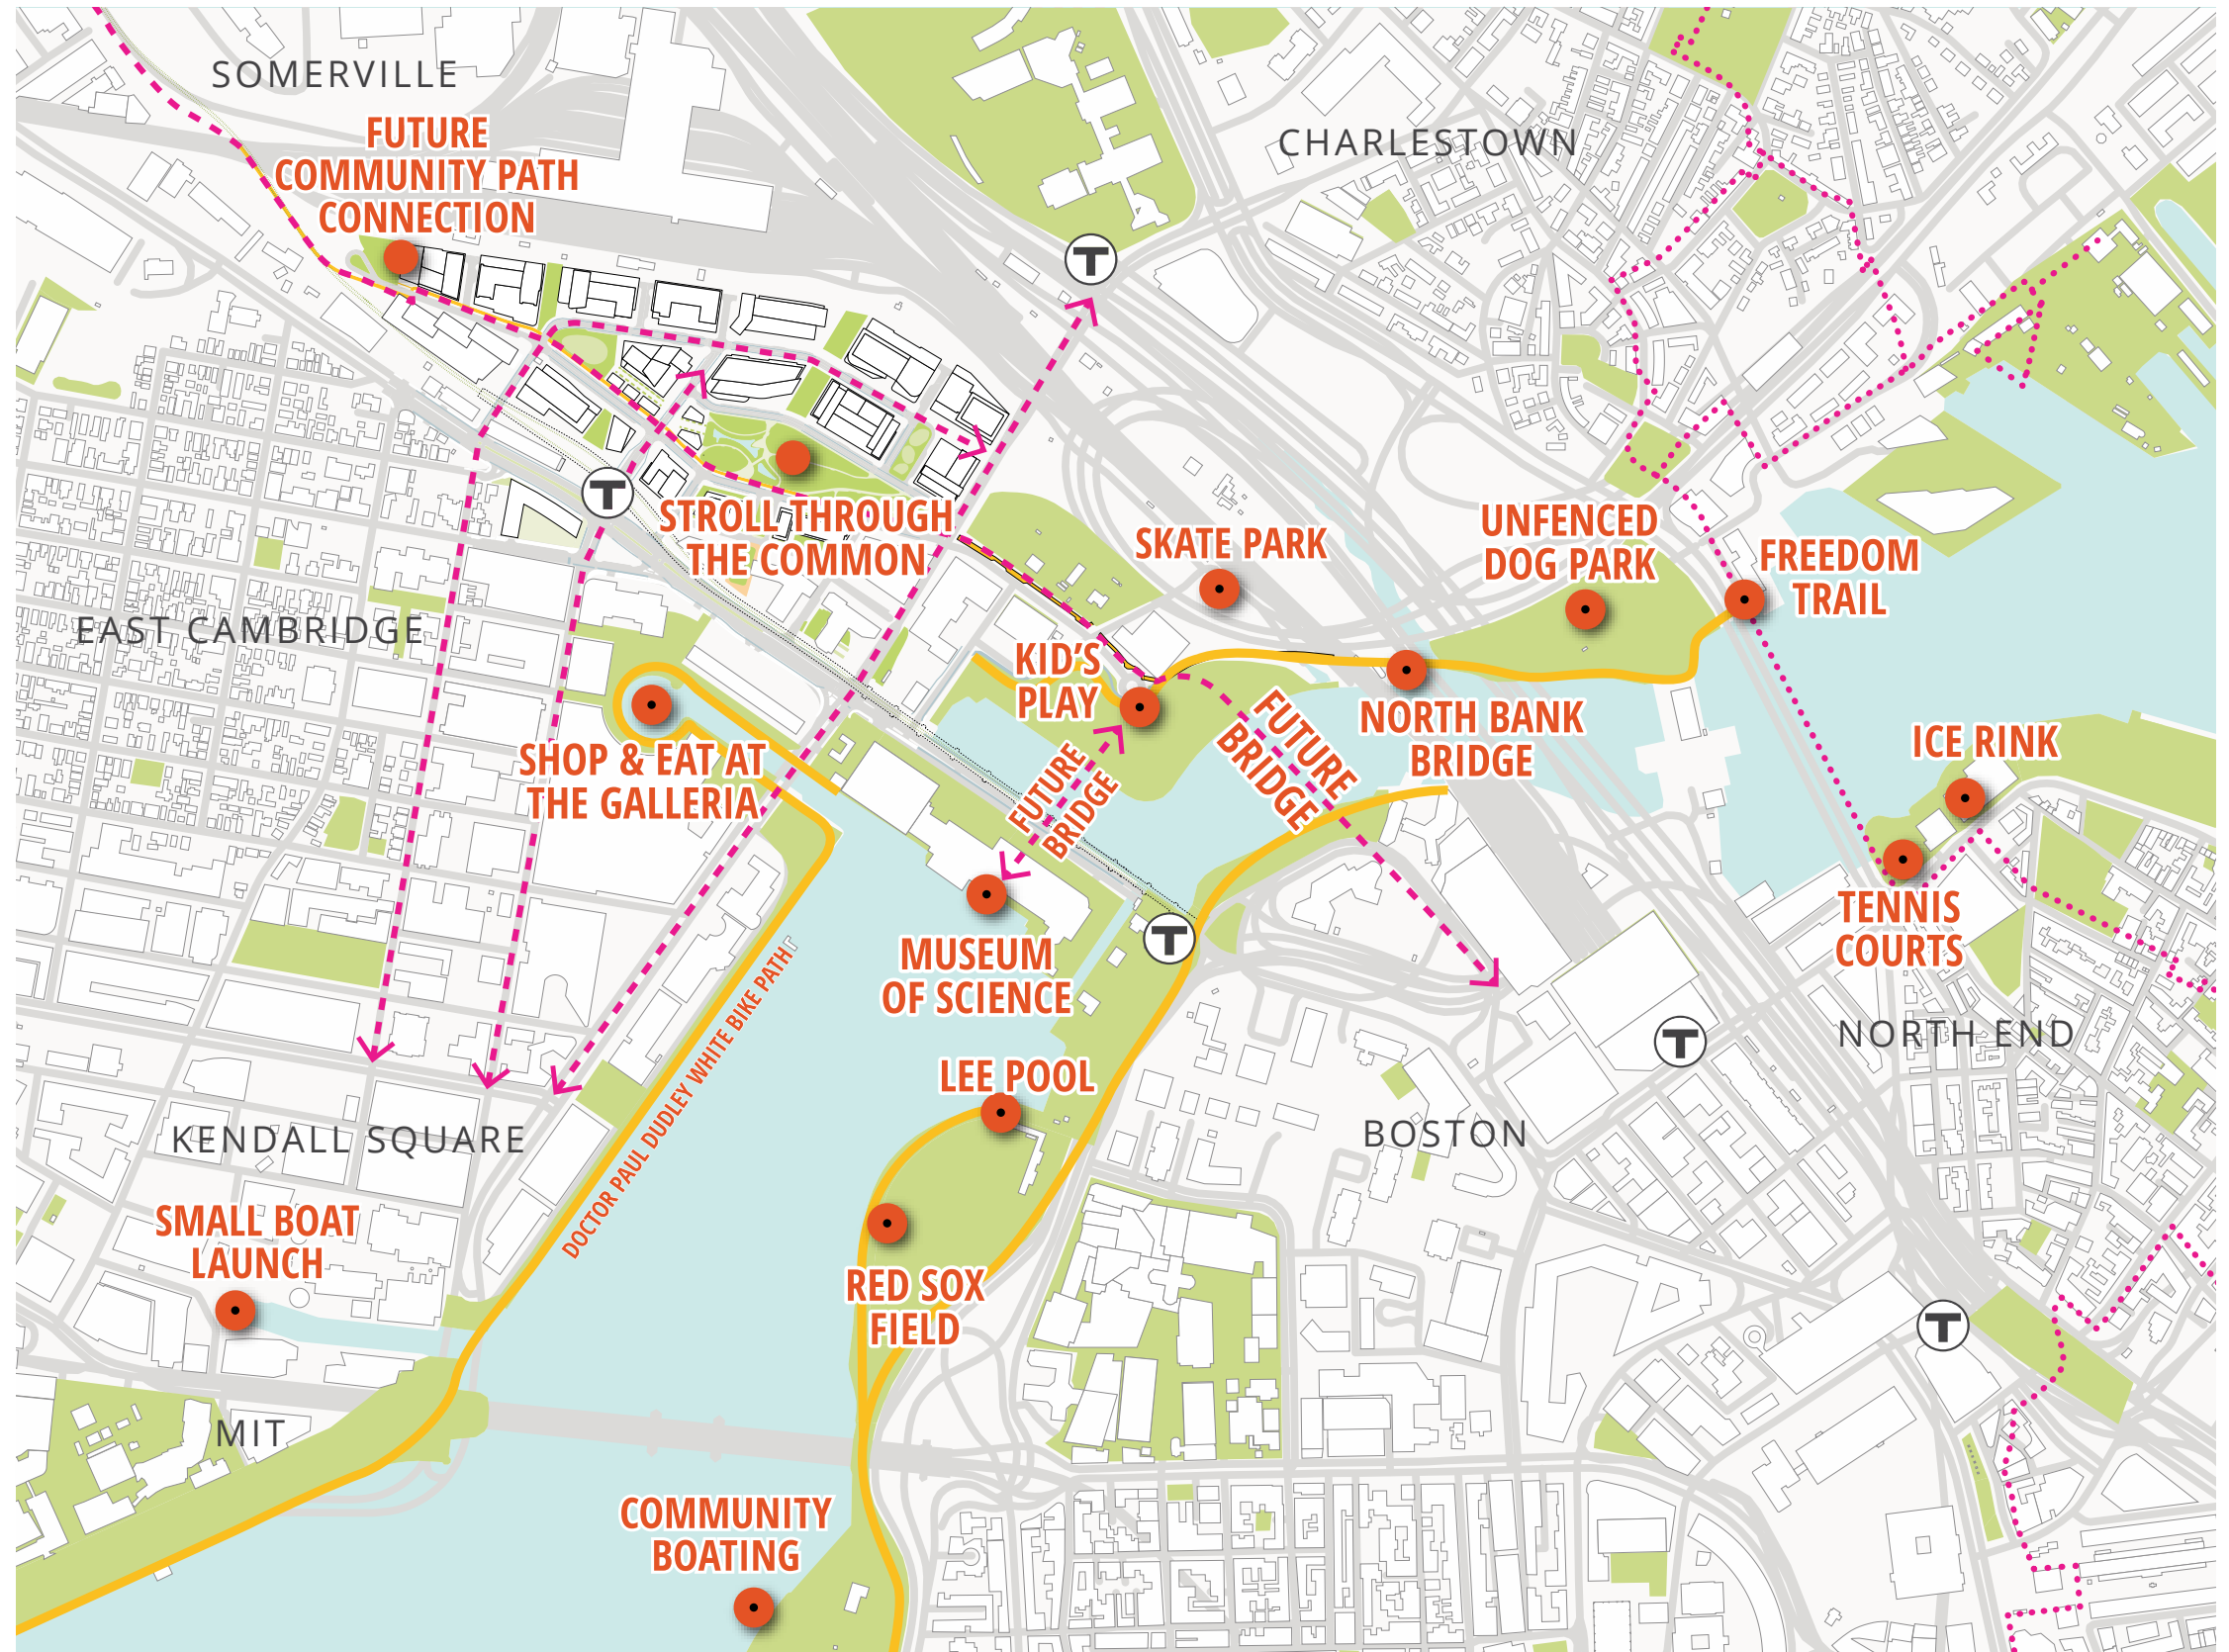 SOMERVILLE
FUTURE
COMMUNITY PATH
CONNECTION
CHARLESTOWN
T
T
STROLL THROUGH
THE COMMON
SKATE PARK
UNFENCED
DOG PARK
FREEDOM
TRAIL
EAST CAMBRIDGE
KID'S
PLAY
SHOP & EAT AT
THE GALLERIA
FUTURE
BRIDGE
FUTURE
BRIDGE
NORTH BANK
BRIDGE
ICE RINK
MUSEUM
OF SCIENCE
T
TENNIS
COURTS
DOCTOR PAUL DUDLEY WHITE BIKE PATH
NORTH END
T
LEE POOL
BOSTON
KENDALL SQUARE
SMALL BOAT
LAUNCH
RED SOX
FIELD
T
MIT
COMMUNITY
BOATING